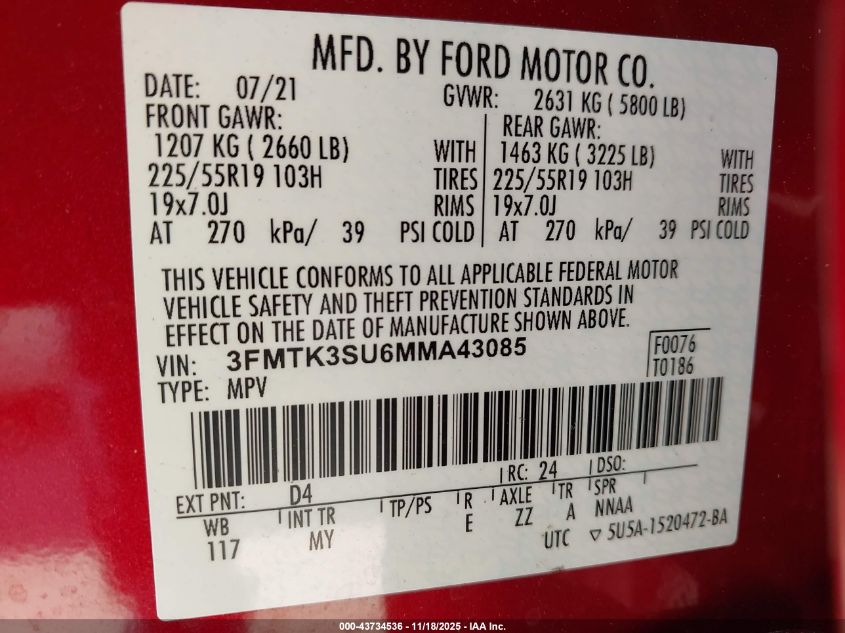 MFD. BY FORD MOTOR CO.
DATE: 07/21 GVWR: 2631 KG ( 5800 LB)
FRONT GAWR: REAR GAWR:
1207 KG ( 2660 LB) WITH 1463 KG ( 3225 LB) WITH
225/55R19 103H TIRES 225/55R19 103H TIRES
19x7.0J RIMS 19x7.0J RIMS
AT 270 kPa/ 39 PSI COLD AT 270 kPa/ 39 PSI COLD
THIS VEHICLE CONFORMS TO ALL APPLICABLE FEDERAL MOTOR
VEHICLE SAFETY AND THEFT PREVENTION STANDARDS IN
EFFECT ON THE DATE OF MANUFACTURE SHOWN ABOVE.
VIN: 3FMTK3SU6MMA43085 F0076
TYPE: MPV T0186
EXT PNT: D4 RC: 24 DSO:
WB INT TR TP/PS R AXLE TR SPR
117 MY E ZZ A NNAA
UTC ▽ 5U5A-1520472-BA
000-43734536 - 11/18/2025 - IAA Inc.